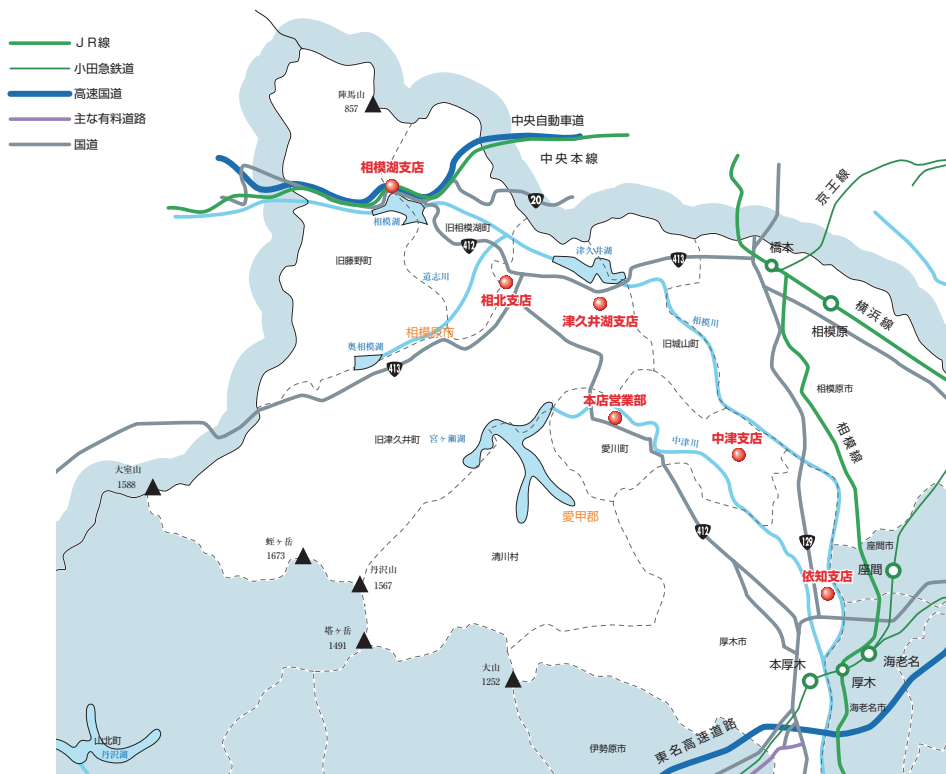 ＪＲ線
小田急鉄道
高速国道
主な有料道路
国道
陣馬山
857
中央自動車道
中央本線
相模湖支店
20
京王線
相模湖
旧相模湖町
412
橋本
旧藤野町
津久井湖
413
道志川
相北支店
津久井湖支店
横浜線
相模川
相模原
相模原市
旧城山町
奥相模湖
413
相模原市
本店営業部
相模線
旧津久井町
宮ヶ瀬湖
愛川町
中津川
中津支店
大室山
1588
愛甲郡
412
129
蛭ヶ岳
1673
清川村
座間市
座間
丹沢山
1567
依知支店
塔ヶ岳
1491
厚木市
大山
1252
本厚木
海老名
厚木
海老名市
山北町
丹沢湖
伊勢原市
東名高速道路